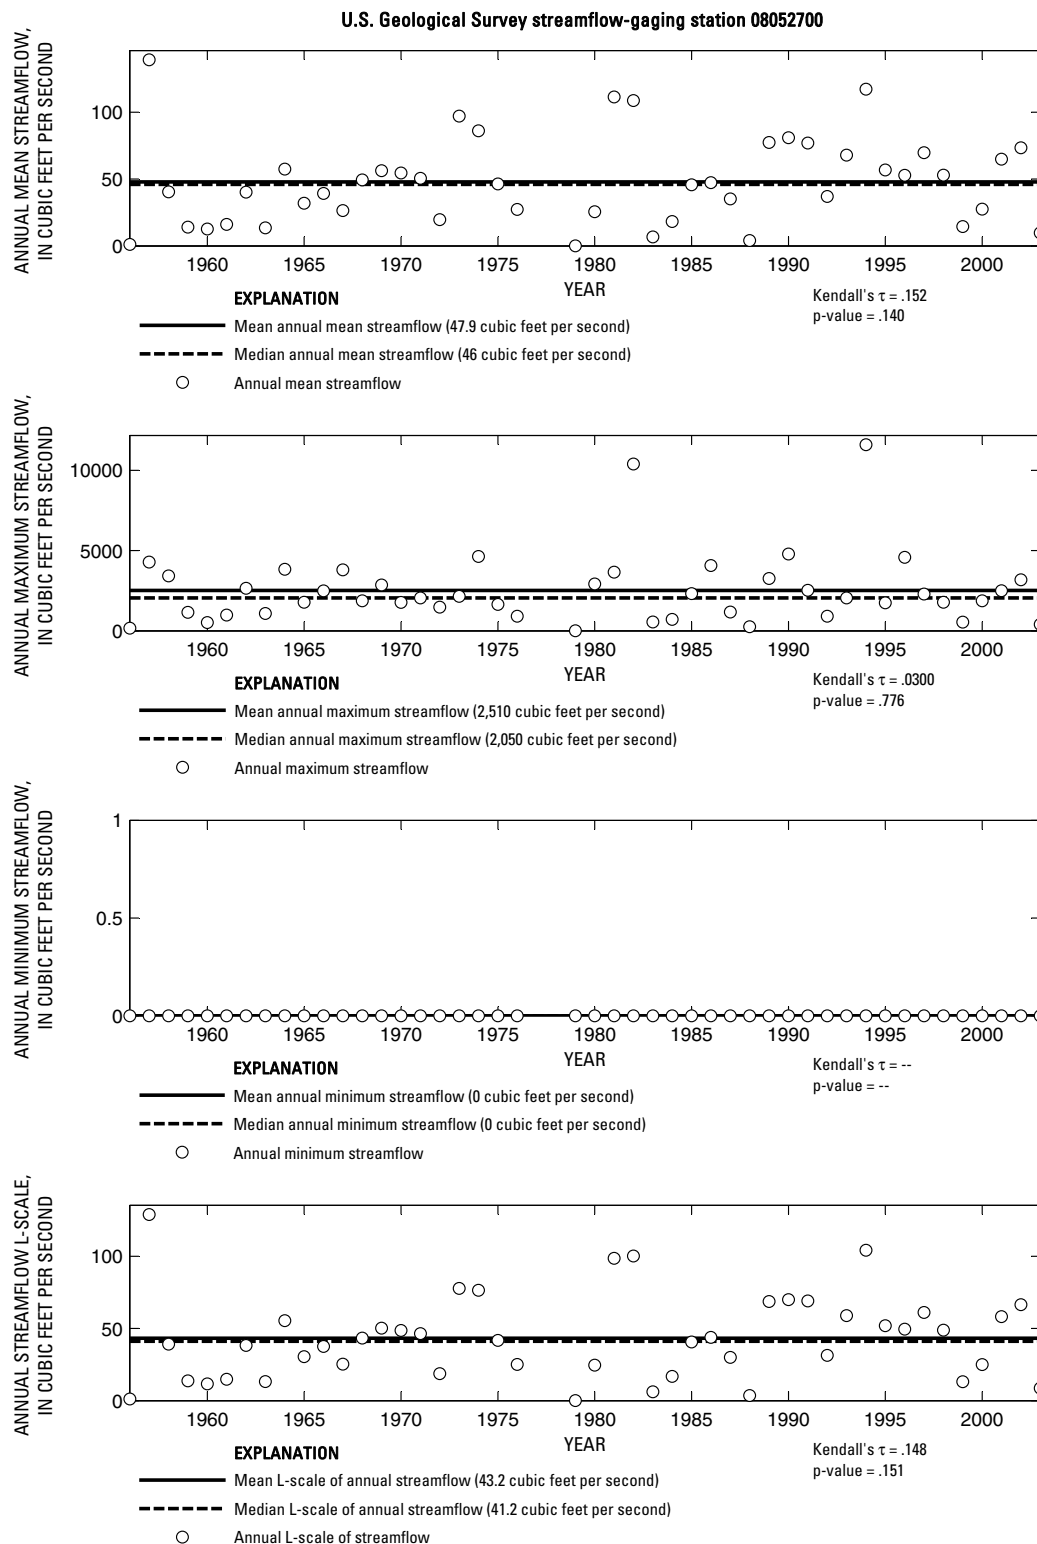 U.S. Geological Survey streamflow-gaging station 08052700
ANNUAL MEAN STREAMFLOW,
IN CUBIC FEET PER SECOND
100
50
0
1960 1965 1970 1975 1980 1985 1990 1995 2000
YEAR
EXPLANATION
Mean annual mean streamflow (47.9 cubic feet per second)
Median annual mean streamflow (46 cubic feet per second)
Annual mean streamflow
Kendall's τ = .152
p-value = .140
ANNUAL MAXIMUM STREAMFLOW,
IN CUBIC FEET PER SECOND
10000
5000
0
1960 1965 1970 1975 1980 1985 1990 1995 2000
YEAR
EXPLANATION
Mean annual maximum streamflow (2,510 cubic feet per second)
Median annual maximum streamflow (2,050 cubic feet per second)
Annual maximum streamflow
Kendall's τ = .0300
p-value = .776
ANNUAL MINIMUM STREAMFLOW,
IN CUBIC FEET PER SECOND
1
0.5
0
1960 1965 1970 1975 1980 1985 1990 1995 2000
YEAR
EXPLANATION
Mean annual minimum streamflow (0 cubic feet per second)
Median annual minimum streamflow (0 cubic feet per second)
Annual minimum streamflow
Kendall's τ = --
p-value = --
ANNUAL STREAMFLOW L-SCALE,
IN CUBIC FEET PER SECOND
100
50
0
1960 1965 1970 1975 1980 1985 1990 1995 2000
YEAR
EXPLANATION
Mean L-scale of annual streamflow (43.2 cubic feet per second)
Median L-scale of annual streamflow (41.2 cubic feet per second)
Annual L-scale of streamflow
Kendall's τ = .148
p-value = .151